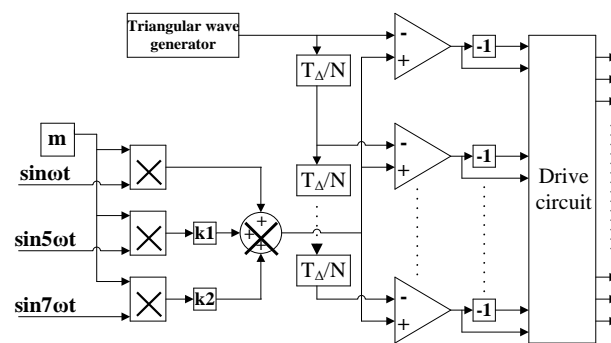 Triangular wave
generator
T∆/N
T∆/N
T∆/N
m
sinωt
sin5ωt
sin7ωt
k1
k2
+
+
+
-
+
-
+
-
+
-1
-1
-1
Drive
circuit